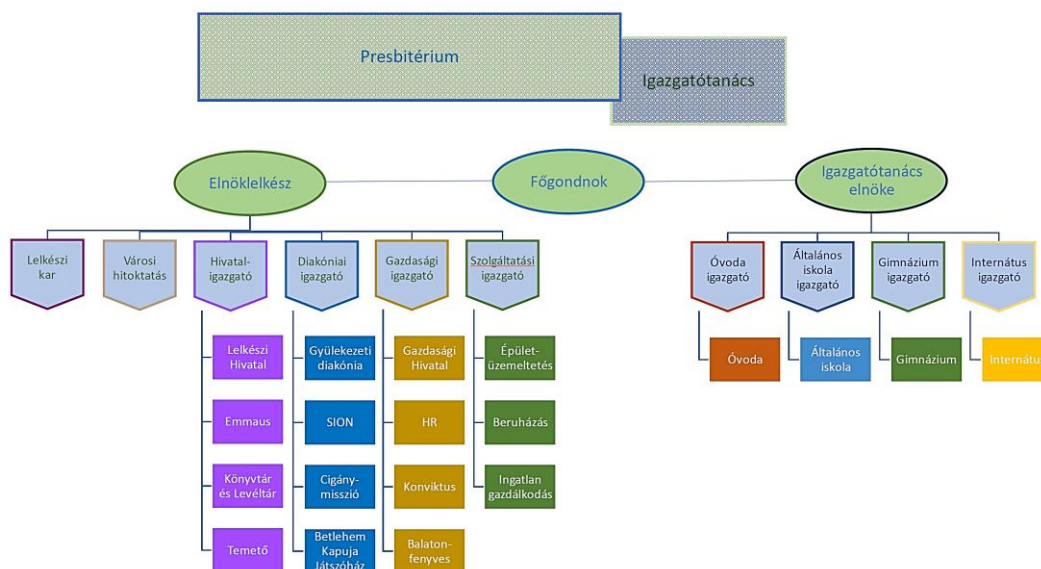 Presbitérium
Igazgatótanács
Elnöklelkész
Főgondnok
Igazgatótanács
elnöke
Lelkészi
kar
Városi
hitoktatás
Hivatal-
igazgató
Diakóniai
igazgató
Gazdasági
igazgató
Szolgáltatási
igazgató
Óvoda
igazgató
Általános
iskola
igazgató
Gimnázium
igazgató
Internátus
igazgató
Lelkészi
Hivatal
Gyülekezeti
diakónia
Gazdasági
Hivatal
Épület-
üzemeltetés
Óvoda
Általános
iskola
Gimnázium
Internátu
Emmaus
SION
HR
Beruházás
Könyvtár
és Levéltár
Cigány-
misszió
Konviktus
Ingatlan
gazdálkodás
Temető
Betlehem
Kapuja
Játszóház
Balaton-
fenyves